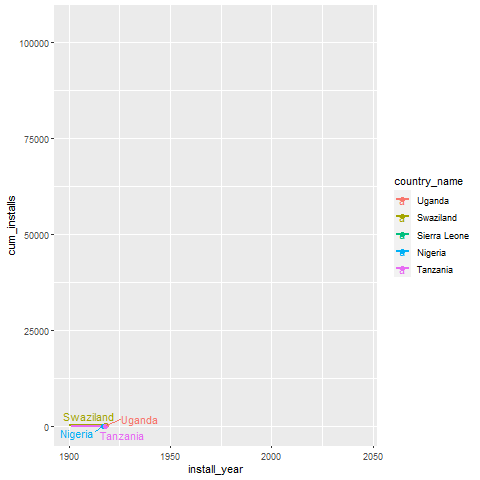 100000
75000
50000
25000
0
cum_installs
Swaziland
Uganda
Nigeria
Tanzania
1900
1950
2000
2050
install_year
country_name
Uganda
Swaziland
Sierra Leone
Nigeria
Tanzania